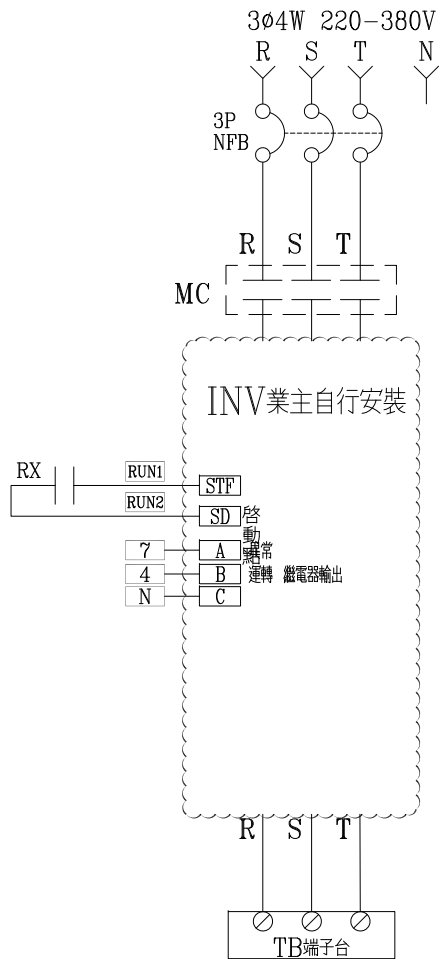 3ø4W 220-380V
R S T N
3P
NFB
R S T
MC
INV業主自行安裝
RX
RUN1
STF
RUN2
SD
啓動點
7 A 異常
4 B 運轉 繼電器輸出
N C
R S T
TB端子台